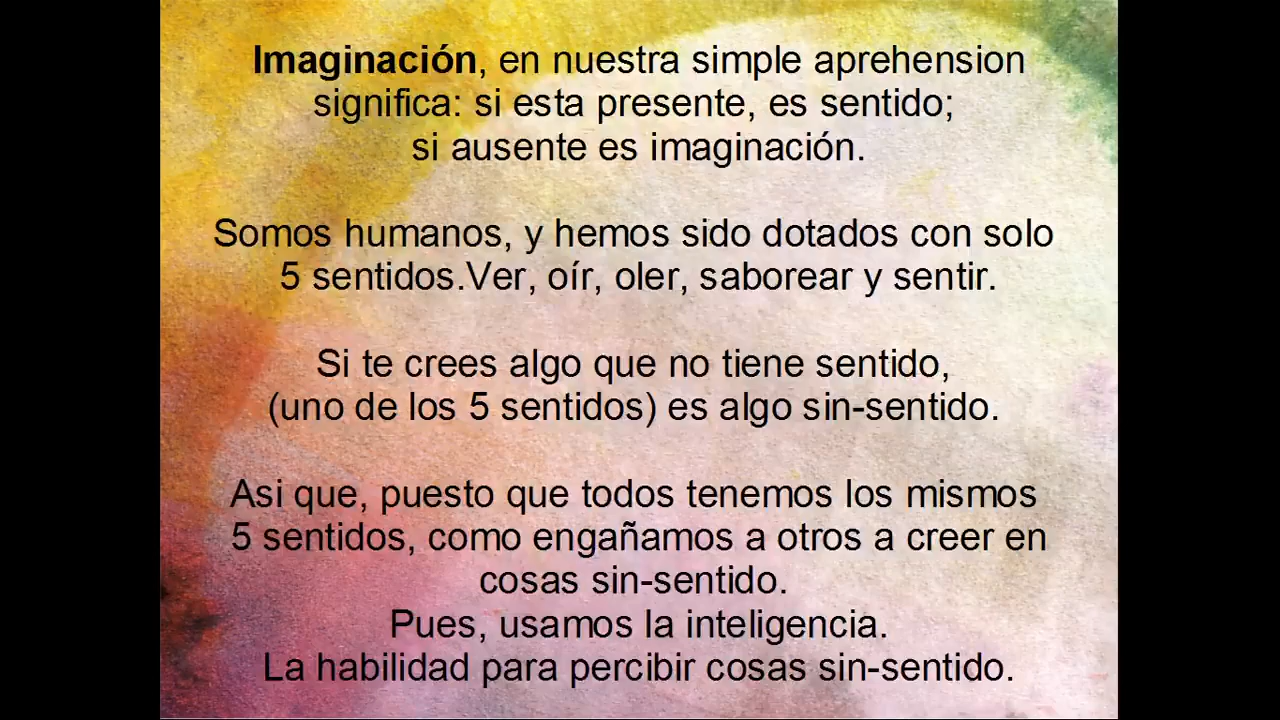 Imaginación, en nuestra simple aprehension
significa: si esta presente, es sentido;
si ausente es imaginación.
Somos humanos, y hemos sido dotados con solo
5 sentidos.Ver, oír, oler, saborear y sentir.
Si te crees algo que no tiene sentido,
(uno de los 5 sentidos) es algo sin-sentido.
Asi que, puesto que todos tenemos los mismos
5 sentidos, como engañamos a otros a creer en
cosas sin-sentido.
Pues, usamos la inteligencia.
La habilidad para percibir cosas sin-sentido.